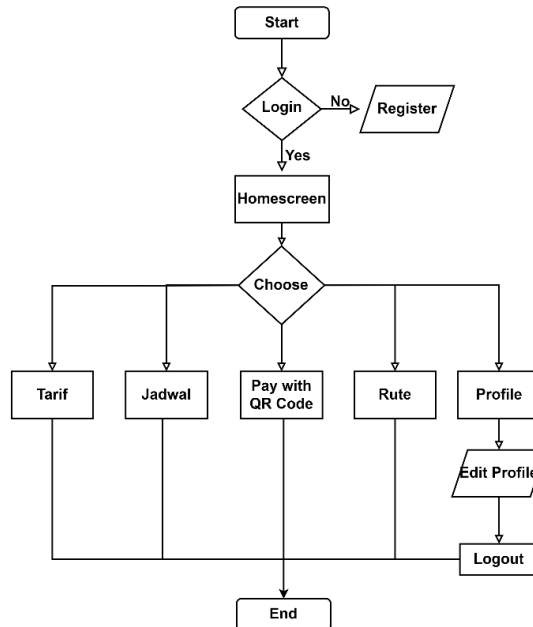 Start
Login
No
Register
Yes
Homescreen
Choose
Tarif
Jadwal
Pay with
QR Code
Rute
Profile
Edit Profile
Logout
End